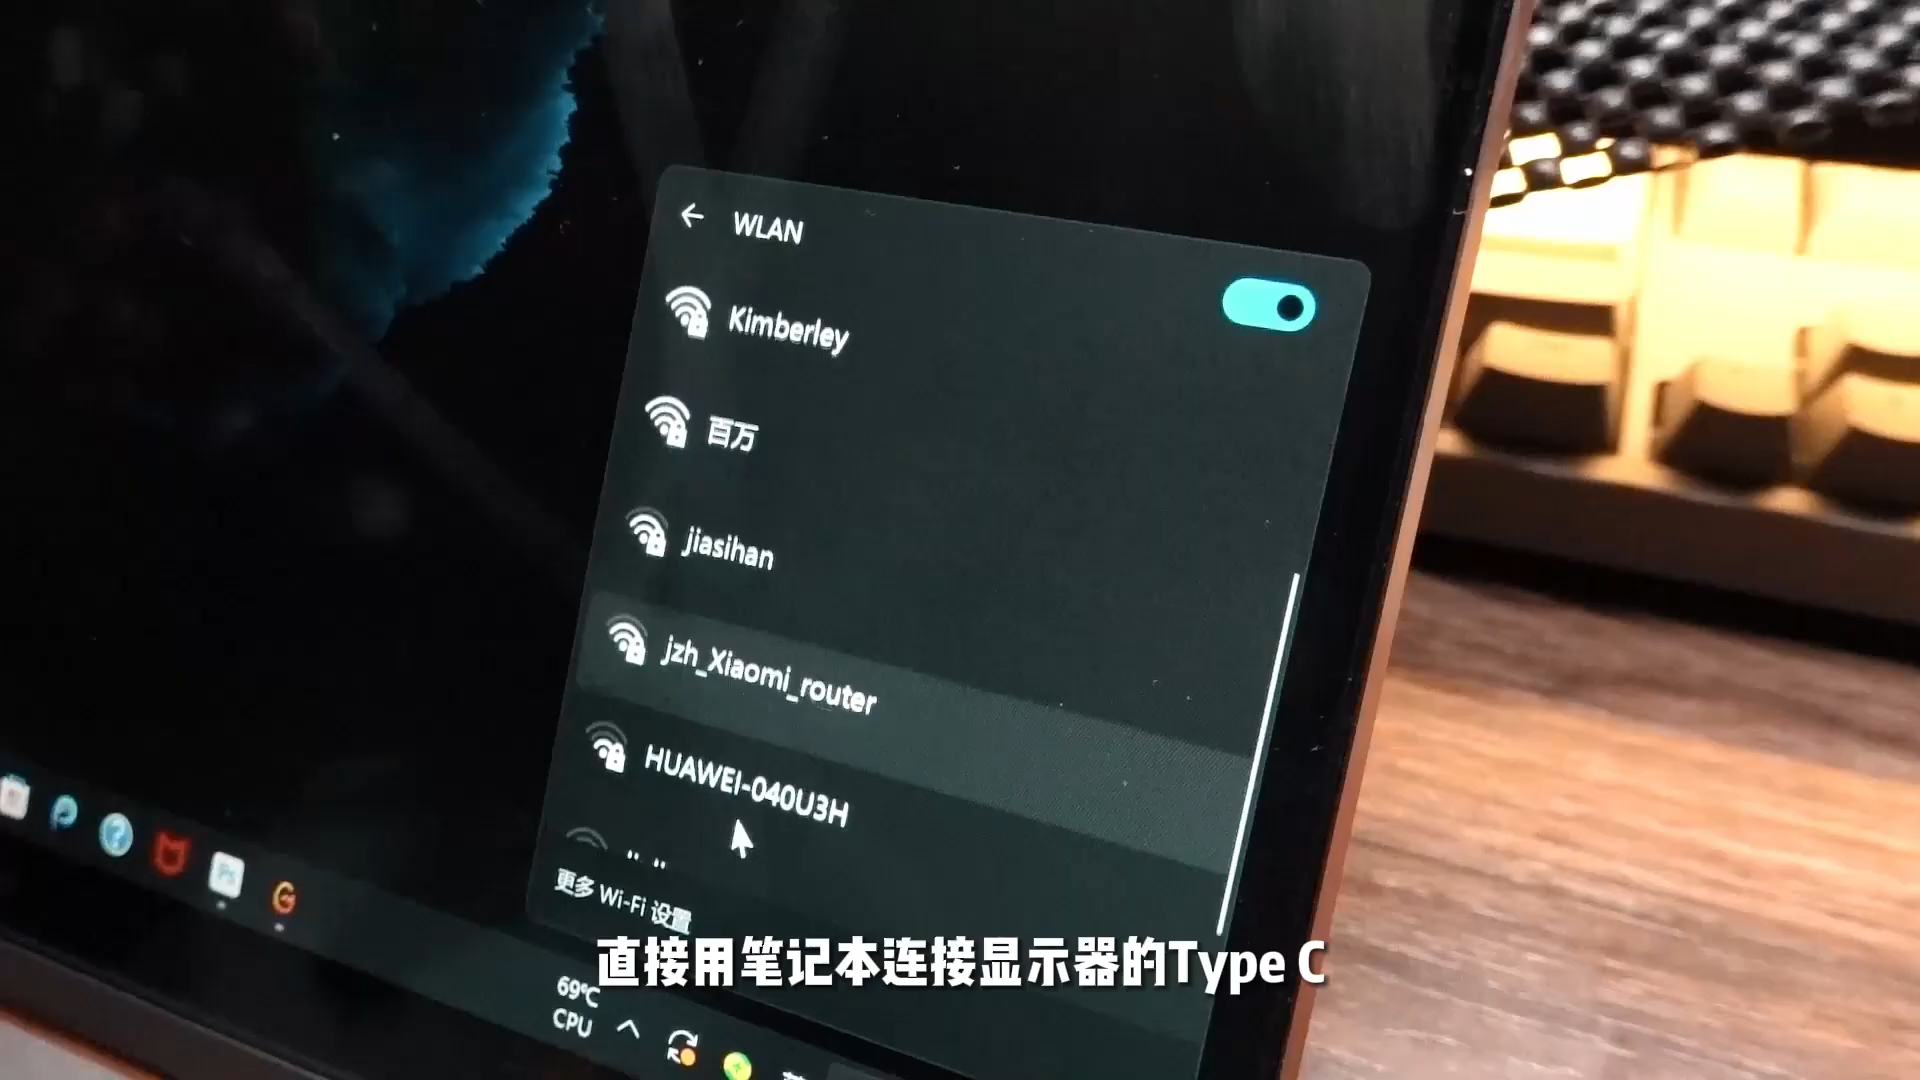 WLAN
Kimberley
百万
jiasihan
jzh_Xiaomi_router
HUAWEI-040U3H
更多 Wi-Fi 设置
直接用笔记本连接显示器的Type C
69°C
CPU